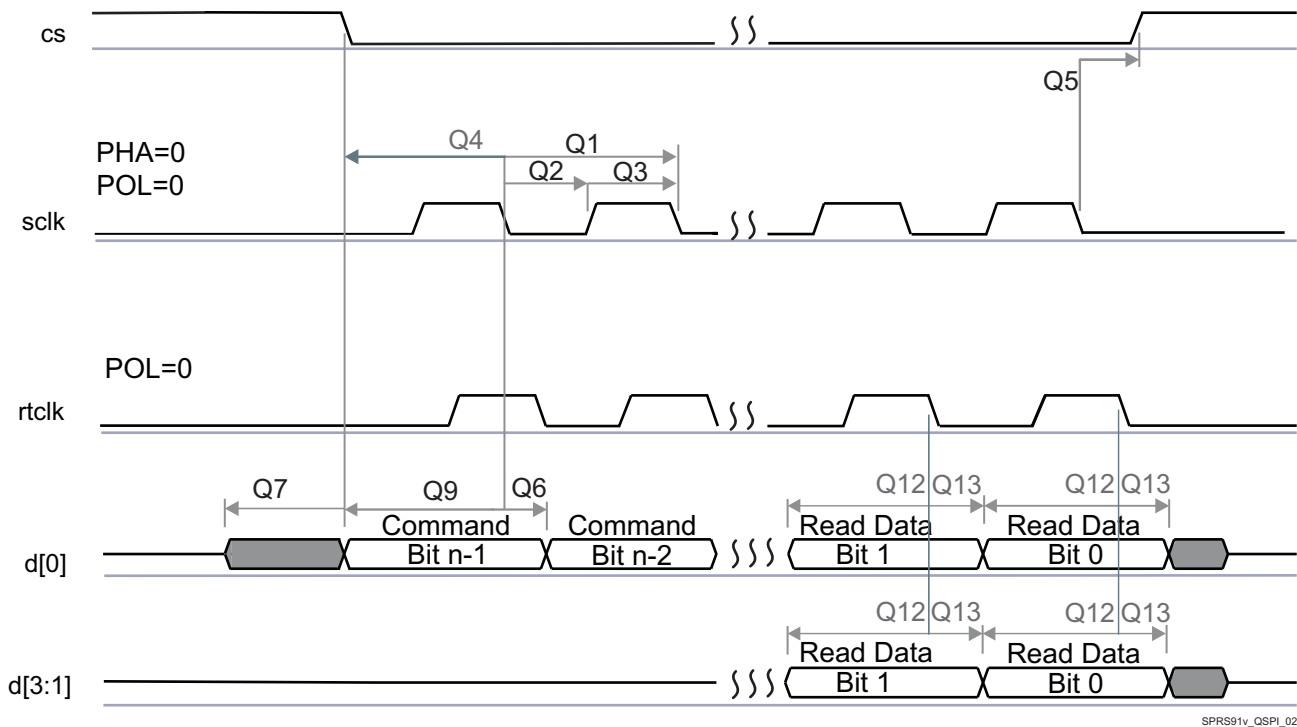 cs
Q5
PHA=0
POL=0
Q4 Q1
Q2 Q3
sclk
POL=0
rtclk
Q7 Q9 Q6 Q12 Q13 Q12 Q13
Command Command Read Data Read Data
d[0] Bit n-1 Bit n-2 Bit 1 Bit 0
Q12 Q13 Q12 Q13
Read Data Read Data
d[3:1] Bit 1 Bit 0
SPRS91v_QSPI_02